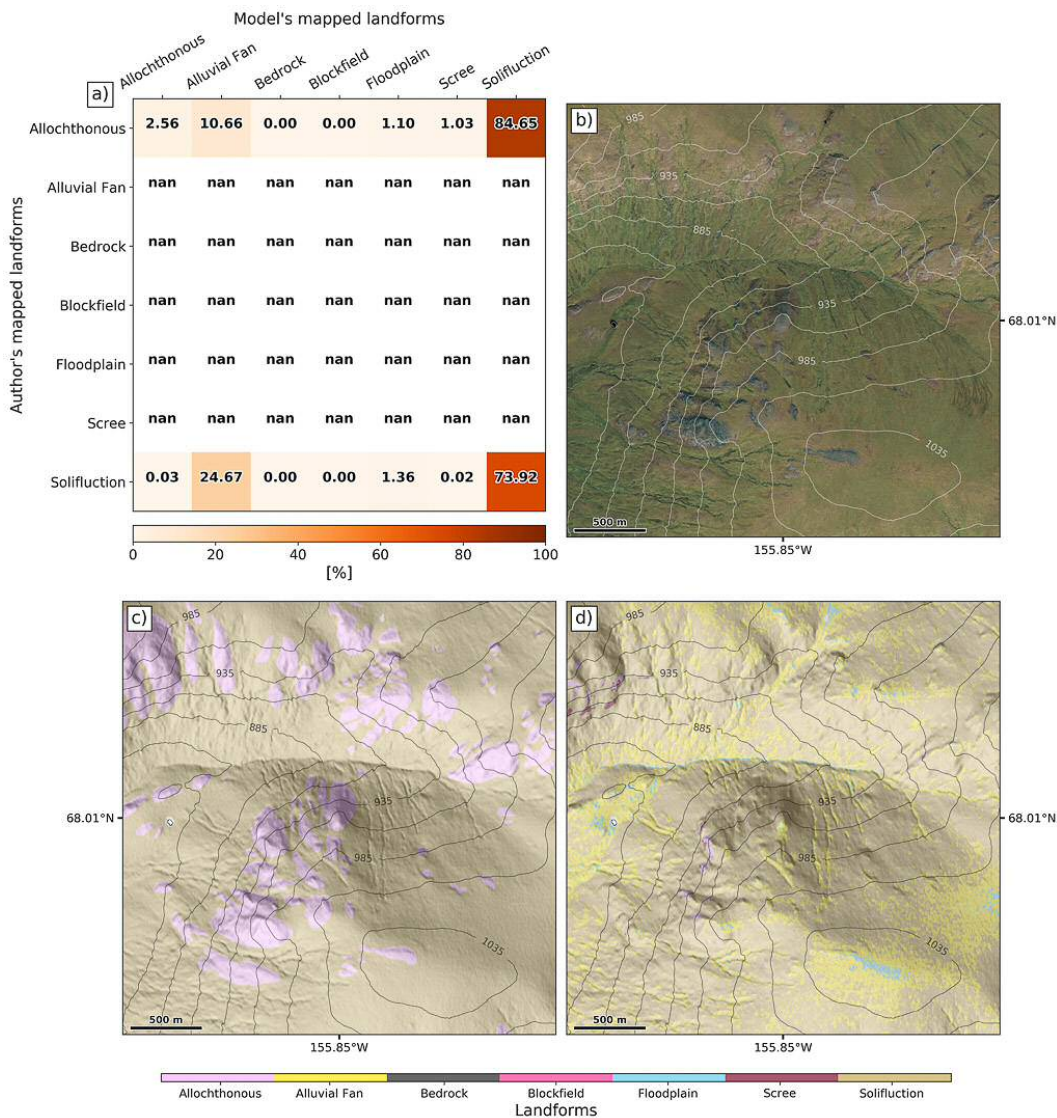 Model's mapped landforms
Allochthonous Alluvial Fan Bedrock Blockfield Floodplain Scree Solifluction
a)
Author's mapped landforms
Allochthonous 2.56 10.66 0.00 0.00 1.10 1.03 84.65
Alluvial Fan nan nan nan nan nan nan nan
Bedrock nan nan nan nan nan nan nan
Blockfield nan nan nan nan nan nan nan
Floodplain nan nan nan nan nan nan nan
Scree nan nan nan nan nan nan nan
Solifluction 0.03 24.67 0.00 0.00 1.36 0.02 73.92
0 20 40 60 80 100
[%]
b)
985
935
885
935
68.01°N
985
1035
500 m
155.85°W
c)
985
935
885
935
68.01°N
985
1035
500 m
155.85°W
d)
985
935
885
935
68.01°N
985
1035
500 m
155.85°W
Allochthonous Alluvial Fan Bedrock Blockfield Floodplain Scree Solifluction
Landforms